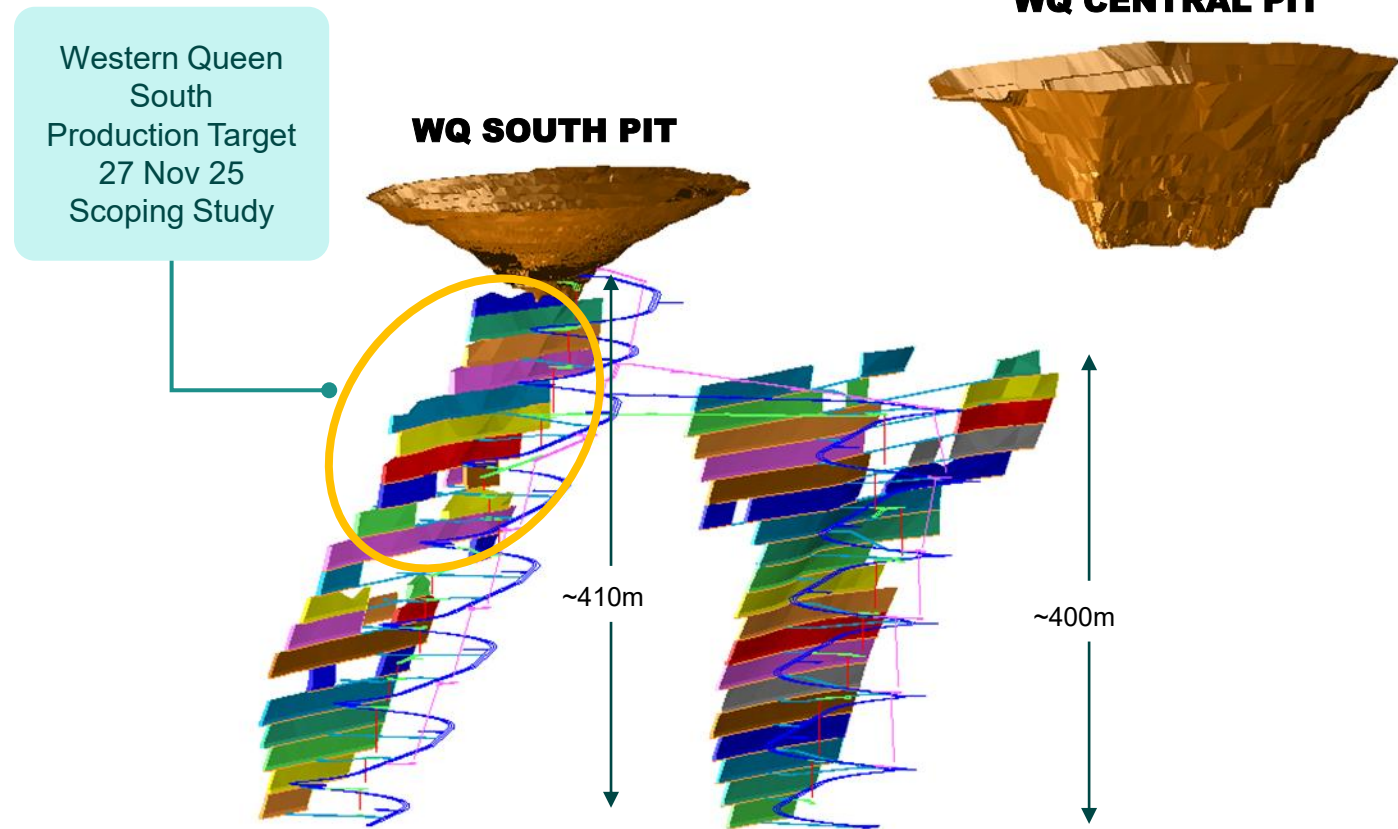 WQ CENTRAL PIT
Western Queen
South
Production Target
27 Nov 25
Scoping Study
WQ SOUTH PIT
~410m
~400m